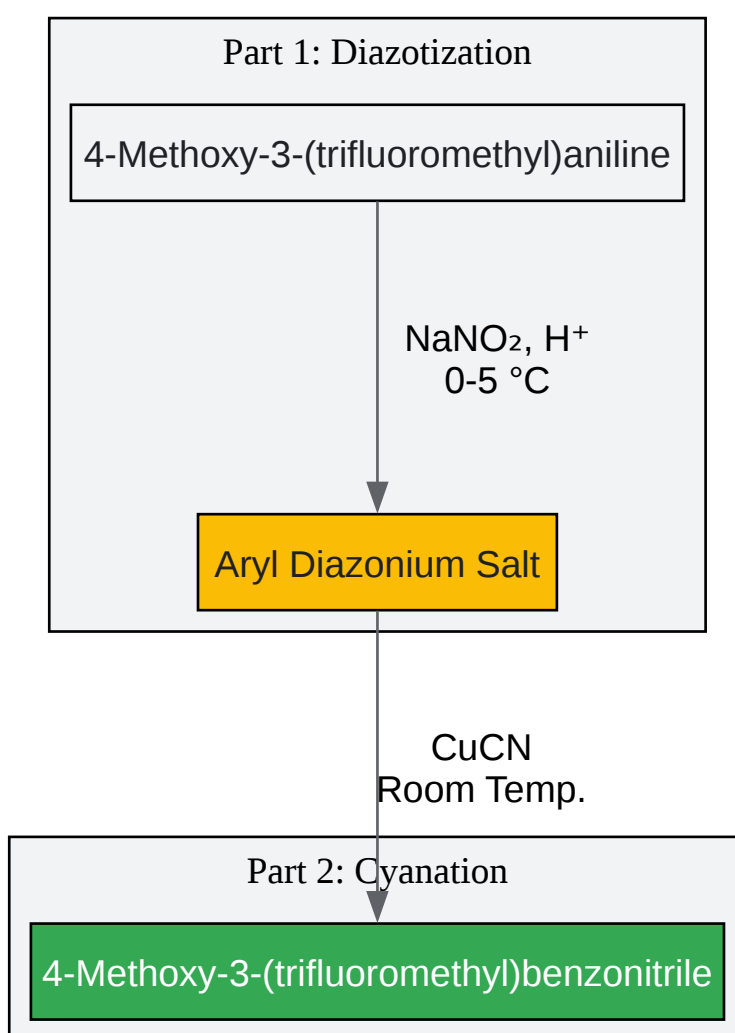 Part 1: Diazotization
4-Methoxy-3-(trifluoromethyl)aniline
NaNO₂, H⁺
0-5 °C
Aryl Diazonium Salt
CuCN
Room Temp.
Part 2: Cyanation
4-Methoxy-3-(trifluoromethyl)benzonitrile